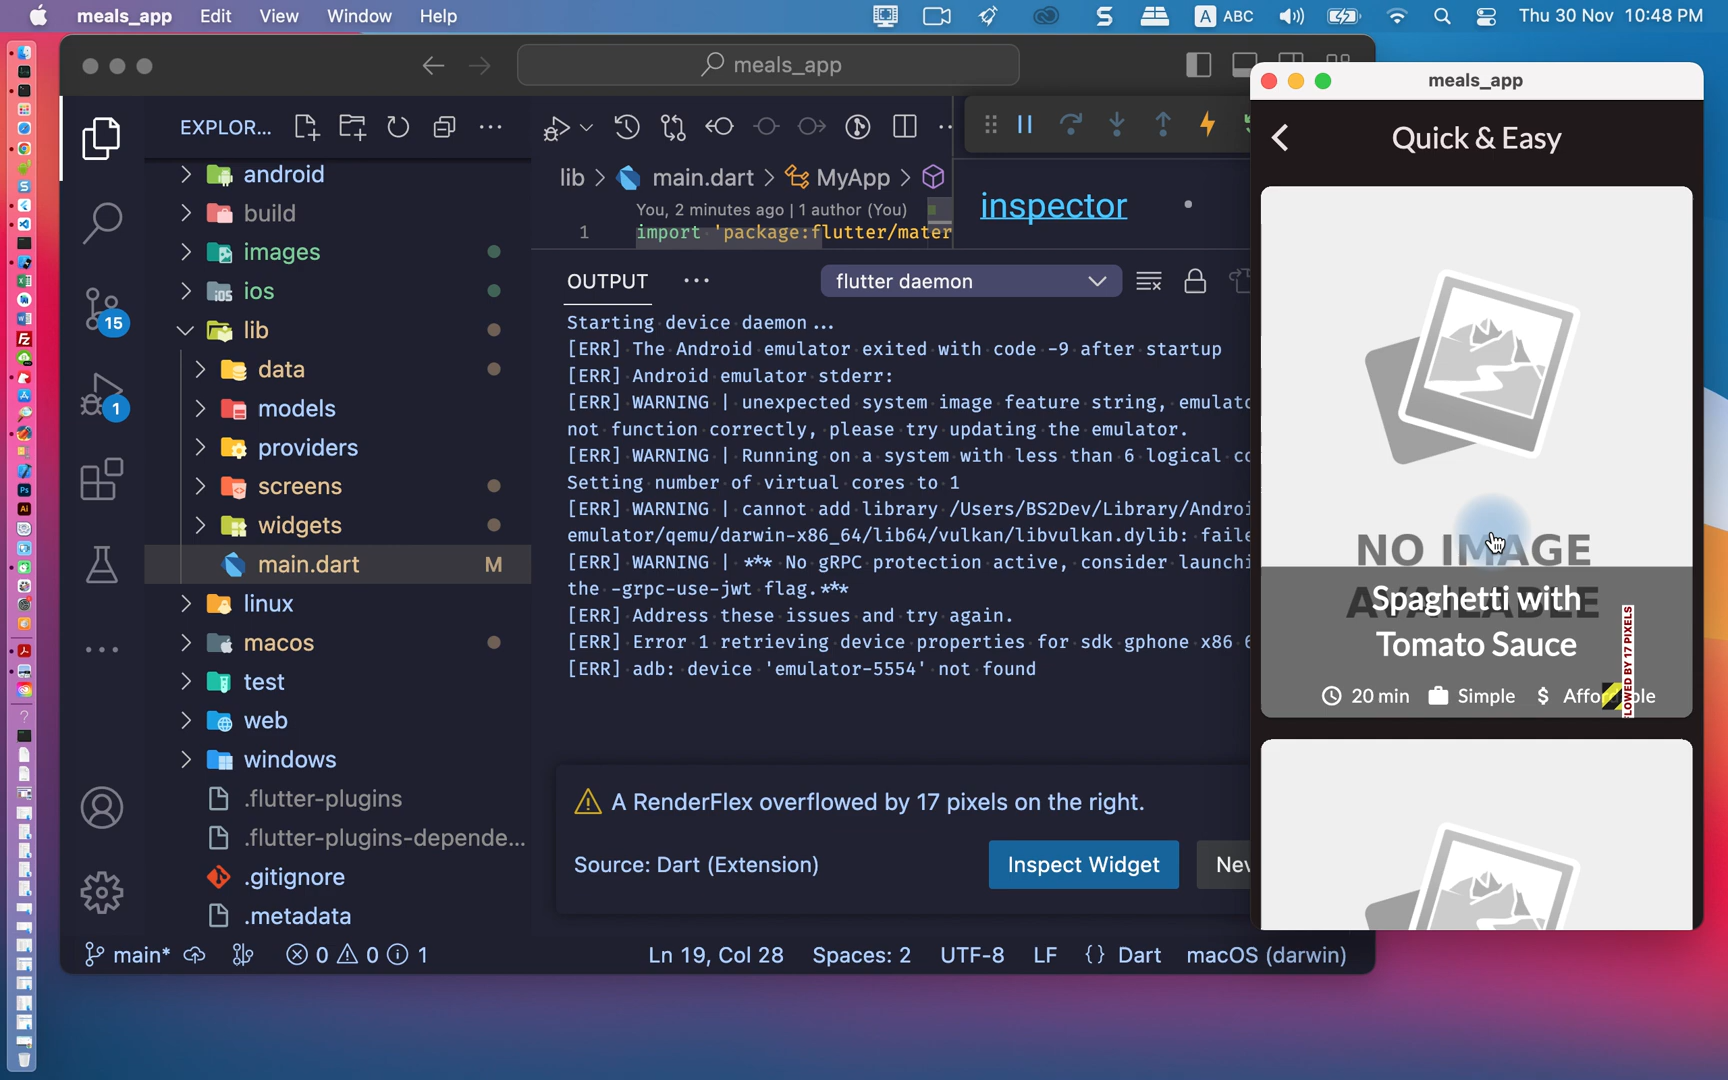 meals_app Edit View Window Help
A ABC Thu 30 Nov 10:48 PM
meals_app
EXPLOR...
android
build
images
ios
lib
data
models
providers
screens
widgets
main.dart M
linux
macos
test
web
windows
.flutter-plugins
.flutter-plugins-depende...
.gitignore
.metadata
15
1
lib > main.dart > MyApp >
You, 2 minutes ago | 1 author (You)
1 import 'package:flutter/mater
inspector
OUTPUT
flutter daemon
Starting device daemon...
[ERR] The Android emulator exited with code -9 after startup
[ERR] Android emulator stderr:
[ERR] WARNING | unexpected system image feature string, emulato
not function correctly, please try updating the emulator.
[ERR] WARNING | Running on a system with less than 6 logical co
Setting number of virtual cores to 1
[ERR] WARNING | cannot add library /Users/BS2Dev/Library/Androi
emulator/qemu/darwin-x86_64/lib64/vulkan/libvulkan.dylib: faile
[ERR] WARNING | *** No gRPC protection active, consider launchi
the -grpc-use-jwt flag.***
[ERR] Address these issues and try again.
[ERR] Error 1 retrieving device properties for sdk gphone x86 6
[ERR] adb: device 'emulator-5554' not found
A RenderFlex overflowed by 17 pixels on the right.
Source: Dart (Extension)
Inspect Widget
Nev
main* 0 0 1
Ln 19, Col 28 Spaces: 2 UTF-8 LF {} Dart macOS (darwin)
meals_app
Quick & Easy
NO IMAGE
AVAILABLE
Spaghetti with
Tomato Sauce
20 min Simple $ Affordable
FLOWED BY 17 PIXELS